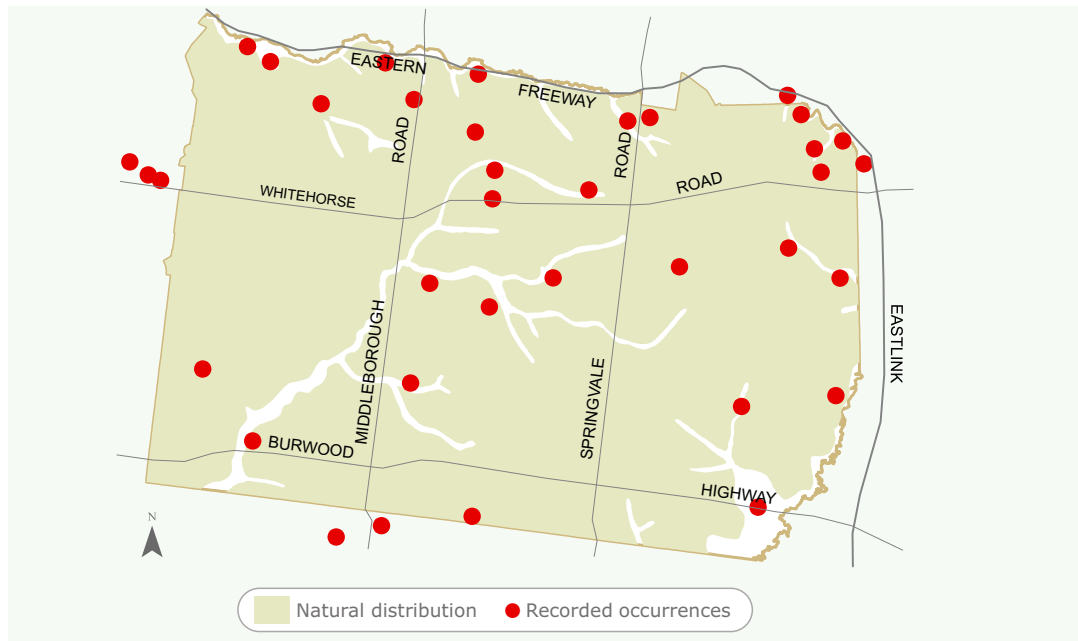 EASTERN
FREEWAY
ROAD
ROAD
ROAD
WHITEHORSE
EASTLINK
MIDDLEBOROUGH
SPRINGVALE
BURWOOD
HIGHWAY
N
Natural distribution
Recorded occurrences